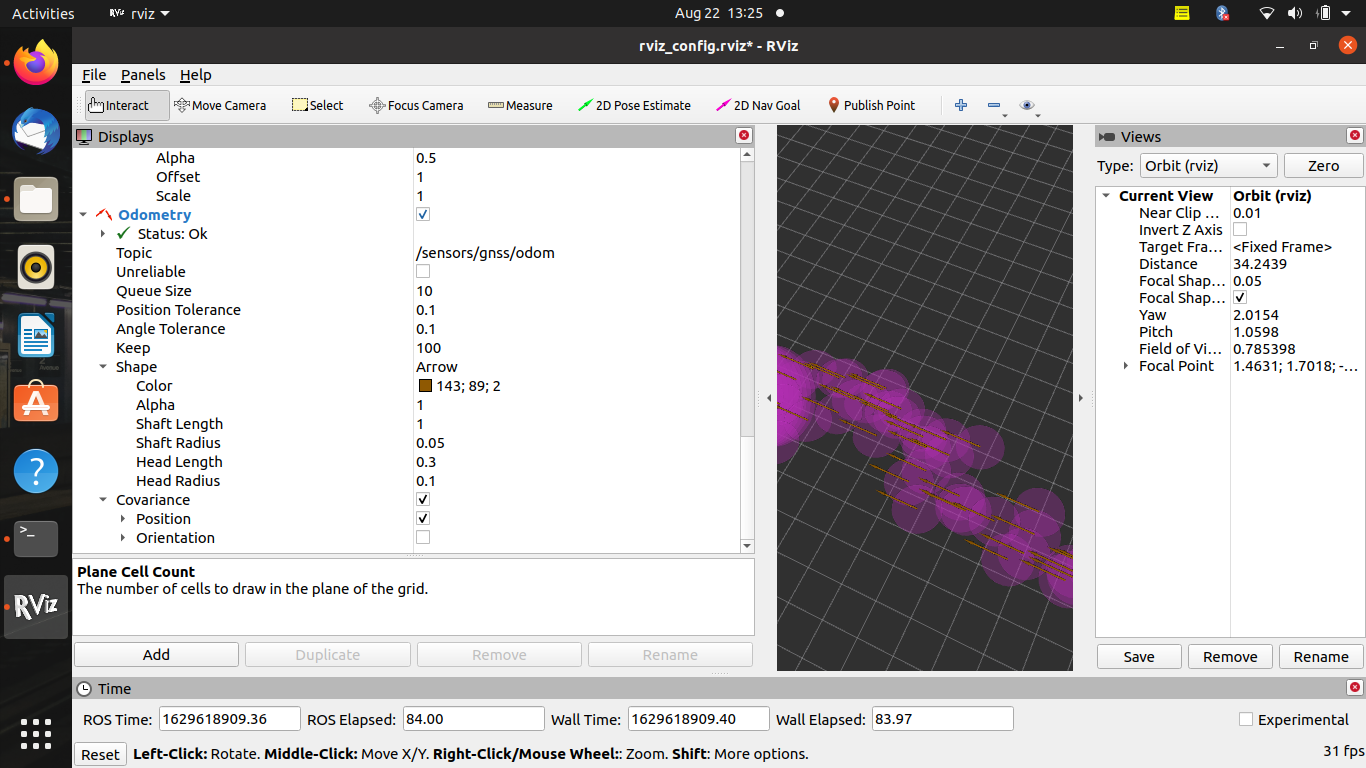 Activities RViz rviz Aug 22 13:25
rviz_config.rviz* - RViz
File Panels Help
Interact Move Camera Select Focus Camera Measure 2D Pose Estimate 2D Nav Goal Publish Point
Displays
Alpha 0.5
Offset 1
Scale 1
Odometry
Status: Ok
Topic /sensors/gnss/odom
Unreliable
Queue Size 10
Position Tolerance 0.1
Angle Tolerance 0.1
Keep 100
Shape Arrow
Color 143; 89; 2
Alpha 1
Shaft Length 1
Shaft Radius 0.05
Head Length 0.3
Head Radius 0.1
Covariance
Position
Orientation
Plane Cell Count
The number of cells to draw in the plane of the grid.
Add Duplicate Remove Rename
Views
Type: Orbit (rviz) Zero
Current View Orbit (rviz)
Near Clip ... 0.01
Invert Z Axis
Target Fra... <Fixed Frame>
Distance 34.2439
Focal Shap... 0.05
Focal Shap...
Yaw 2.0154
Pitch 1.0598
Field of Vi... 0.785398
Focal Point 1.4631; 1.7018; -...
Save Remove Rename
RViz
Time
ROS Time: 1629618909.36 ROS Elapsed: 84.00 Wall Time: 1629618909.40 Wall Elapsed: 83.97 Experimental
Reset Left-Click: Rotate. Middle-Click: Move X/Y. Right-Click/Mouse Wheel:: Zoom. Shift: More options. 31 fps